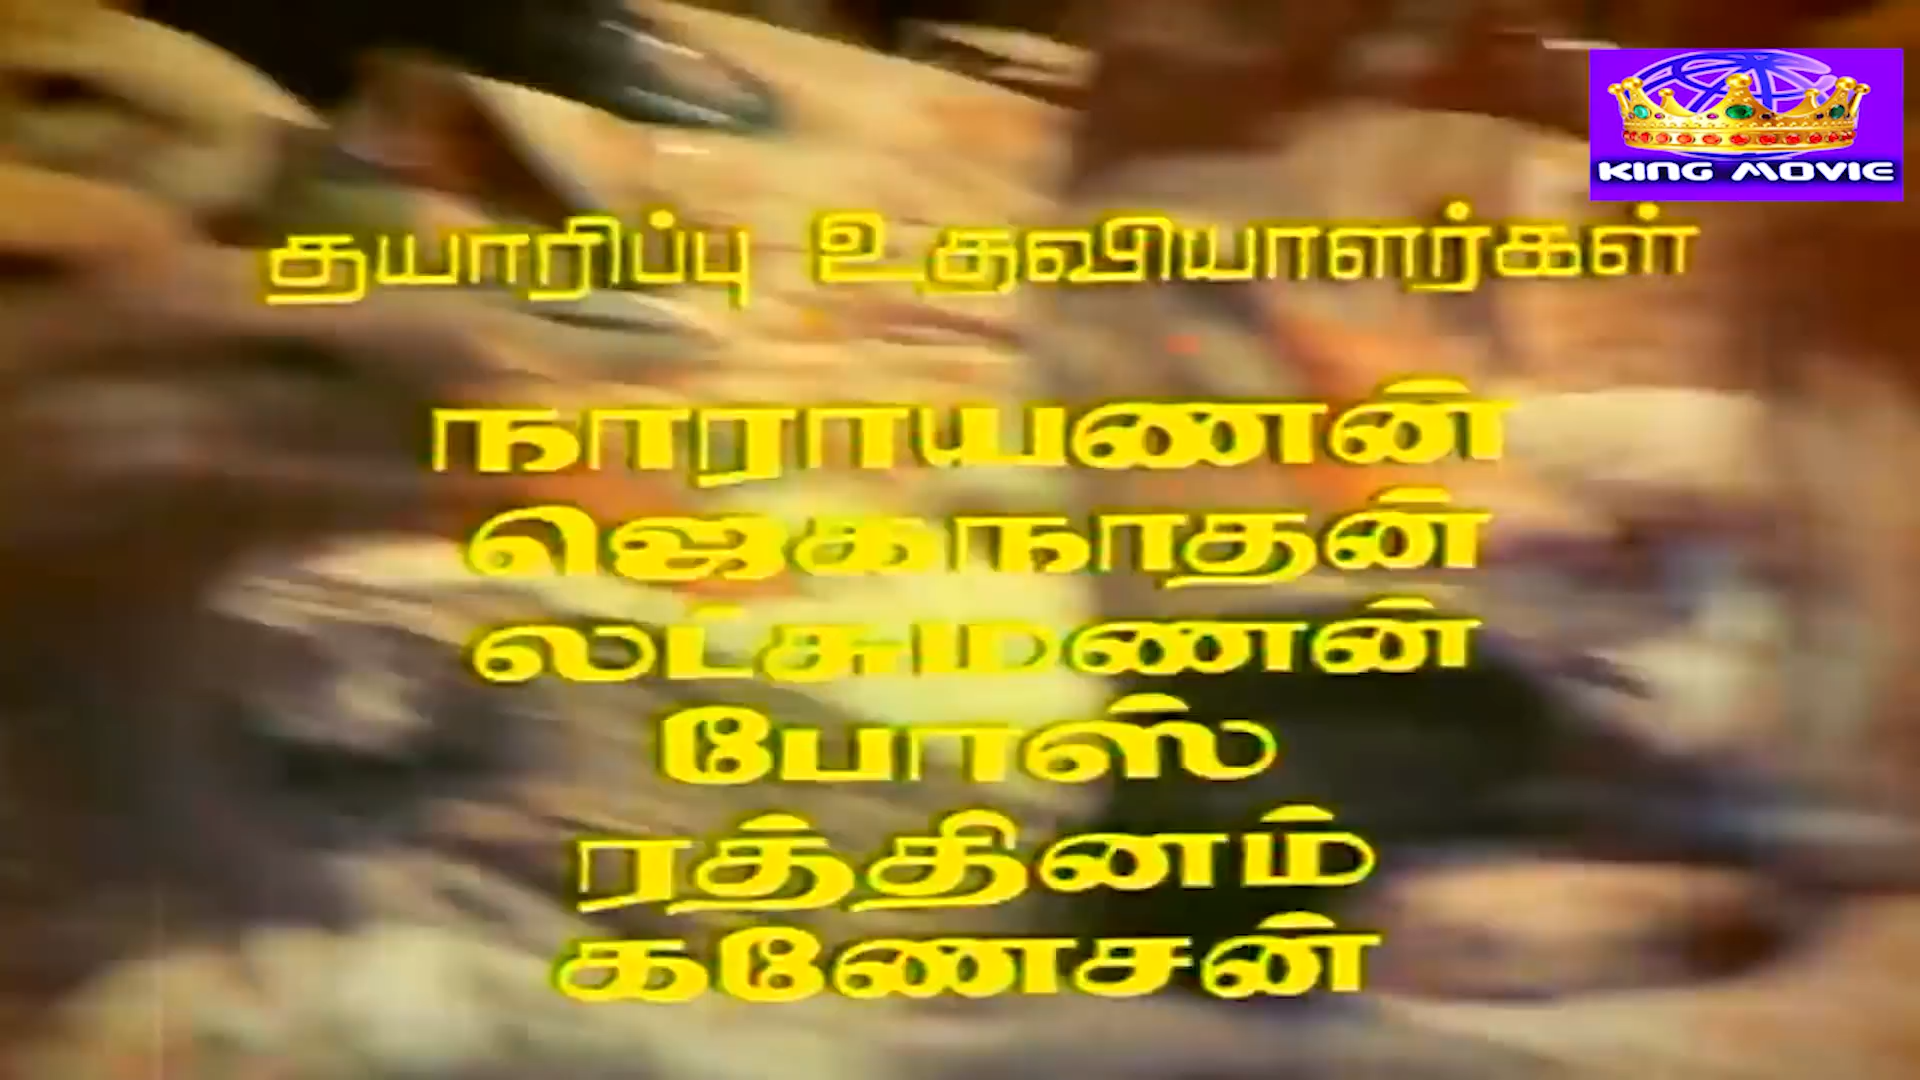 KING MOVIE
தயாரிப்பு உதவியாளர்கள்
நாராயணன்
ஜெகநாதன்
லட்சுமணன்
போஸ்
ரத்தினம்
கணேசன்